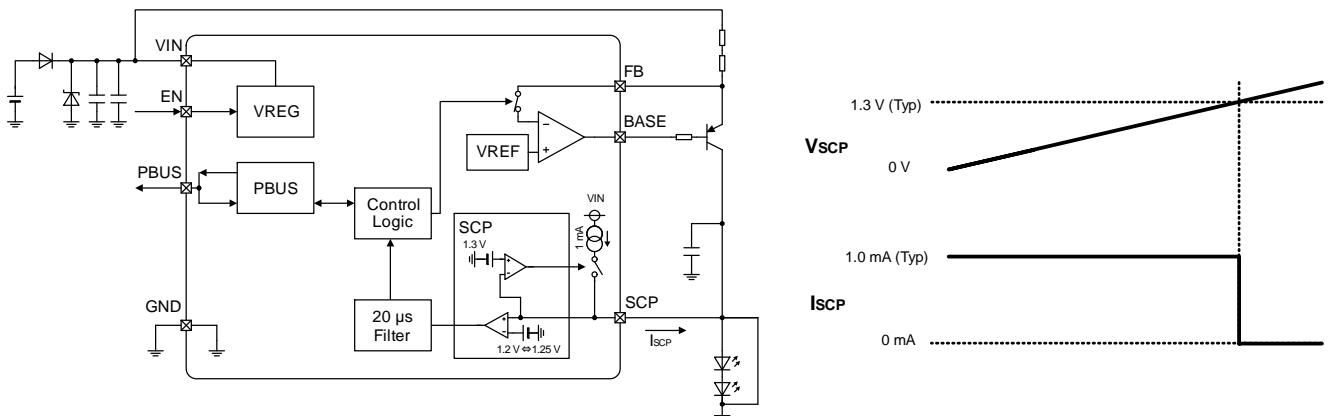 VIN
EN
VREG
FB
BASE
VREF
PBUS
PBUS
Control
Logic
VIN
1 mA
SCP
1.3 V
GND
20 µs
Filter
SCP
1.2 V ⇔ 1.25 V
ISCP
1.3 V (Typ)
VSCP
0 V
1.0 mA (Typ)
ISCP
0 mA